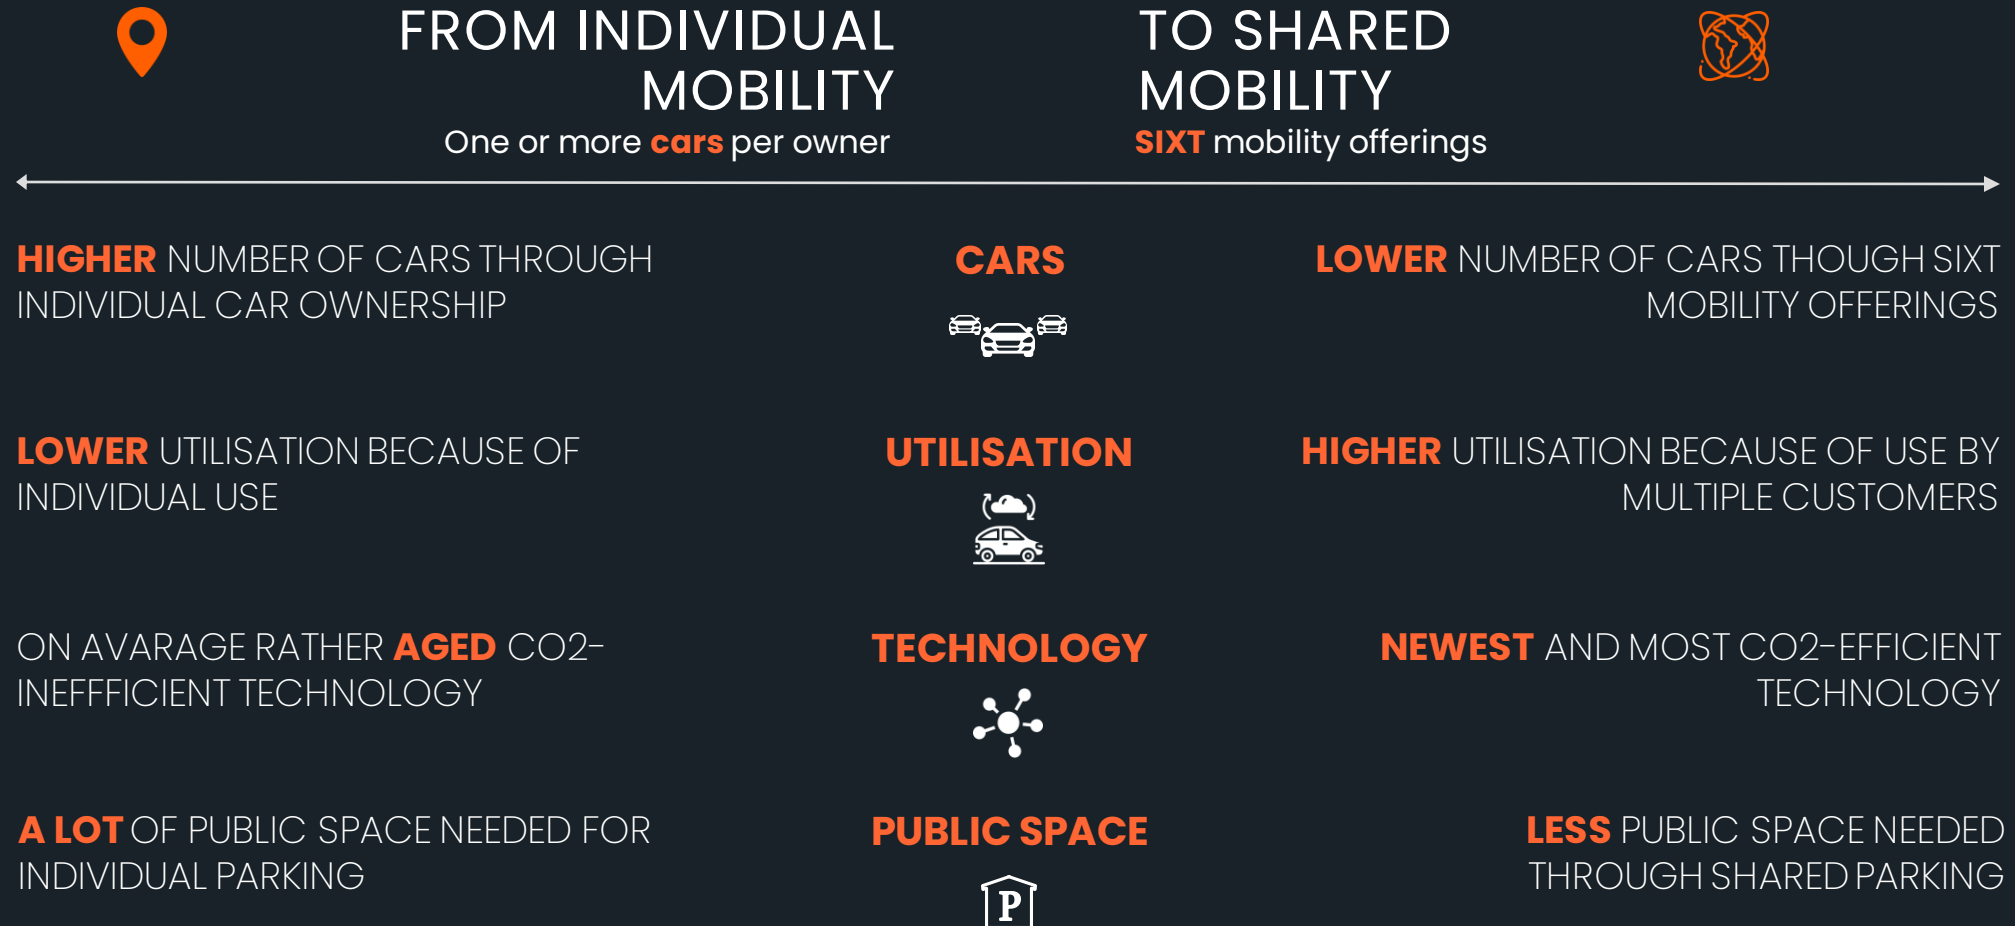 FROM INDIVIDUAL
MOBILITY
One or more cars per owner
TO SHARED
MOBILITY
SIXT mobility offerings
HIGHER NUMBER OF CARS THROUGH
INDIVIDUAL CAR OWNERSHIP
CARS
LOWER NUMBER OF CARS THOUGH SIXT
MOBILITY OFFERINGS
LOWER UTILISATION BECAUSE OF
INDIVIDUAL USE
UTILISATION
HIGHER UTILISATION BECAUSE OF USE BY
MULTIPLE CUSTOMERS
ON AVARAGE RATHER AGED CO2-
INEFFFICIENT TECHNOLOGY
TECHNOLOGY
NEWEST AND MOST CO2-EFFICIENT
TECHNOLOGY
A LOT OF PUBLIC SPACE NEEDED FOR
INDIVIDUAL PARKING
PUBLIC SPACE
P
LESS PUBLIC SPACE NEEDED
THROUGH SHARED PARKING